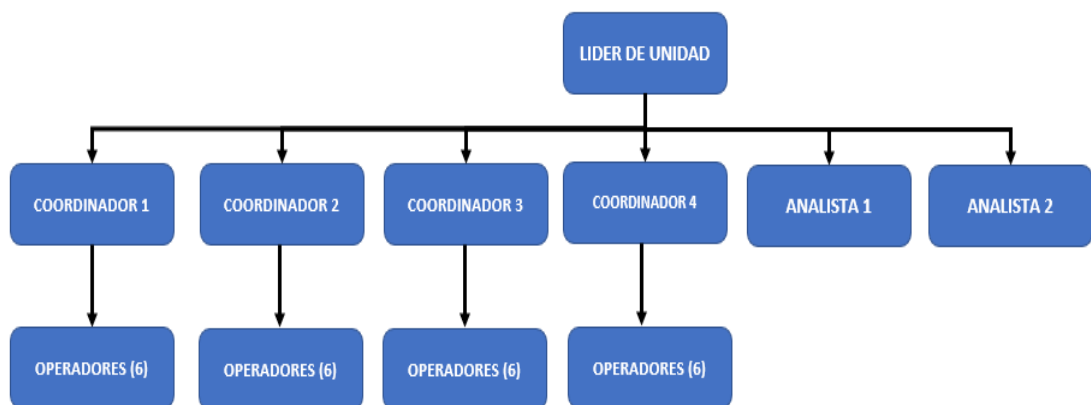 LIDER DE UNIDAD
COORDINADOR 1
COORDINADOR 2
COORDINADOR 3
COORDINADOR 4
ANALISTA 1
ANALISTA 2
OPERADORES (6)
OPERADORES (6)
OPERADORES (6)
OPERADORES (6)